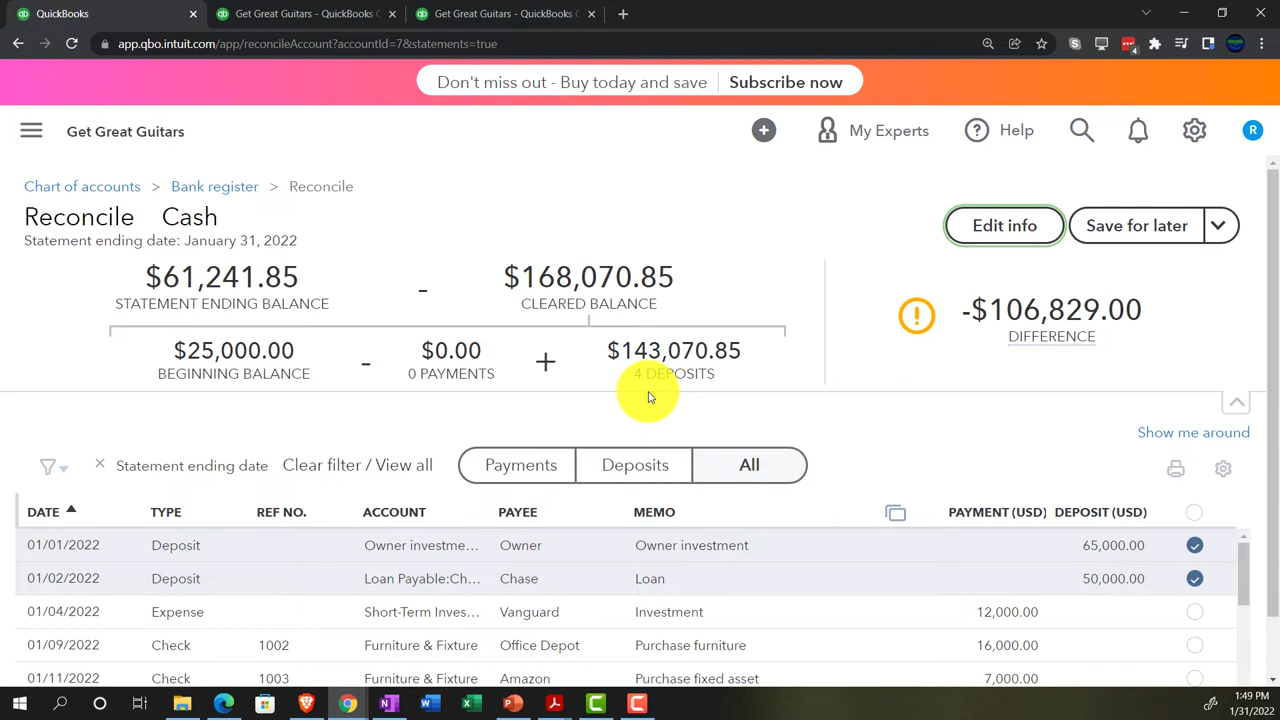 QuickBooks
Get Great Guitars - QuickBooks C
Get Great Guitars - QuickBooks C
app.qbo.intuit.com/app/reconcileAccount?accountId=7&statements=true
4
Don't miss out - Buy today and save Subscribe now
Get Great Guitars
My Experts
Help
R
Chart of accounts > Bank register > Reconcile
Reconcile Cash
Statement ending date: January 31, 2022
Edit info
Save for later
$61,241.85 - $168,070.85
STATEMENT ENDING BALANCE CLEARED BALANCE
-$106,829.00
DIFFERENCE
$25,000.00 - $0.00 + $143,070.85
BEGINNING BALANCE 0 PAYMENTS 4 DEPOSITS
Show me around
Statement ending date Clear filter / View all Payments Deposits All
DATE TYPE REF NO. ACCOUNT PAYEE MEMO PAYMENT (USD) DEPOSIT (USD)
01/01/2022 Deposit Owner investme... Owner Owner investment 65,000.00
01/02/2022 Deposit Loan Payable:Ch... Chase Loan 50,000.00
01/04/2022 Expense Short-Term Inves... Vanguard Investment 12,000.00
01/09/2022 Check 1002 Furniture & Fixture Office Depot Purchase furniture 16,000.00
01/11/2022 Check 1003 Furniture & Fixture Amazon Purchase fixed asset 7,000.00
1:49 PM
1/31/2022